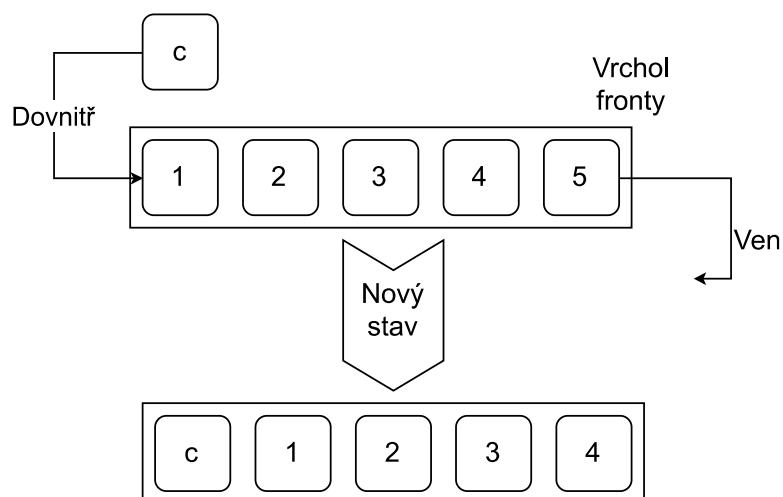 c
Vrchol
fronty
Dovnitř
1 2 3 4 5
Ven
Nový
stav
c 1 2 3 4